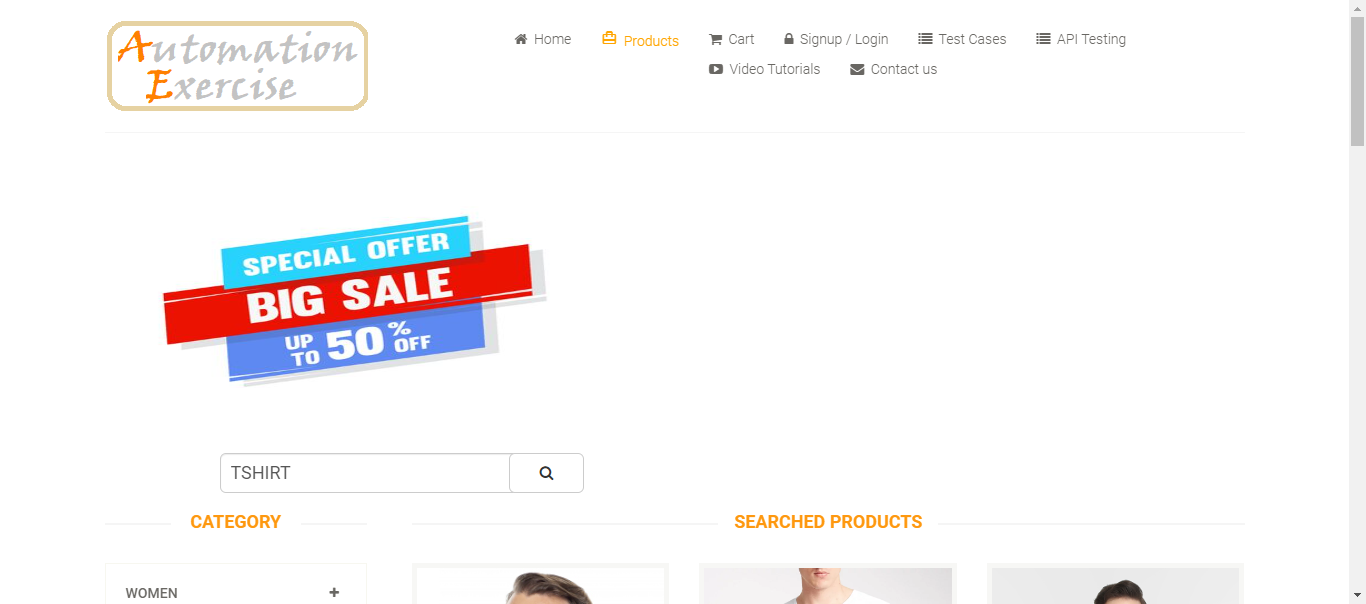 Automation
Exercise
Home Products Cart Signup / Login Test Cases API Testing
Video Tutorials Contact us
SPECIAL OFFER
BIG SALE
UP TO 50% OFF
TSHIRT
CATEGORY
SEARCHED PRODUCTS
WOMEN